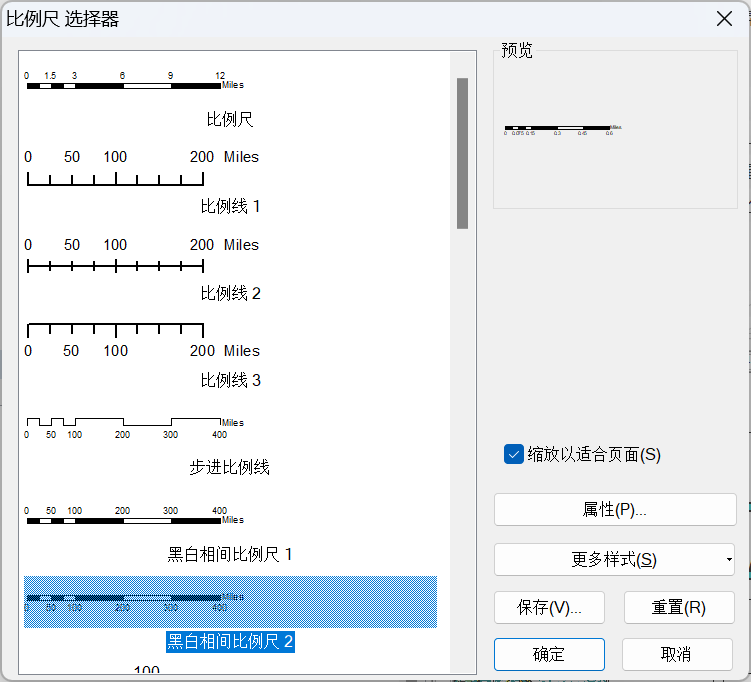 比例尺 选择器
0 1.5 3 6 9 12
Miles
比例尺
0 50 100 200 Miles
比例线 1
0 50 100 200 Miles
比例线 2
0 50 100 200 Miles
比例线 3
Miles
0 50 100 200 300 400
步进比例线
0 50 100 200 300 400
Miles
黑白相间比例尺 1
Miles
0 50 100 200 300 400
黑白相间比例尺 2
100
预览
Miles
0 0.075 0.15 0.3 0.45 0.6
缩放以适合页面(S)
属性(P)...
更多样式(S)
保存(V)...
重置(R)
确定
取消